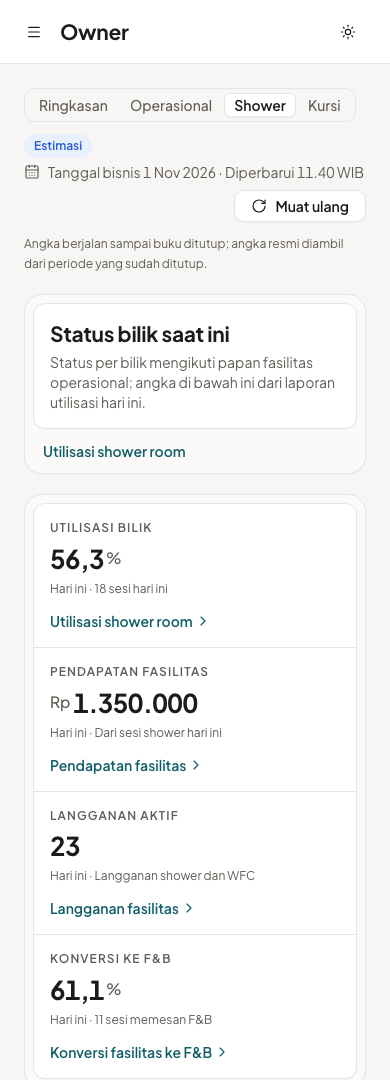 Owner
Ringkasan Operasional Shower Kursi
Estimasi
Tanggal bisnis 1 Nov 2026 · Diperbarui 11.40 WIB
Muat ulang
Angka berjalan sampai buku ditutup; angka resmi diambil
dari periode yang sudah ditutup.
Status bilik saat ini
Status per bilik mengikuti papan fasilitas
operasional; angka di bawah ini dari laporan
utilisasi hari ini.
Utilisasi shower room
UTILISASI BILIK
56,3%
Hari ini · 18 sesi hari ini
Utilisasi shower room
PENDAPATAN FASILITAS
Rp 1.350.000
Hari ini · Dari sesi shower hari ini
Pendapatan fasilitas
LANGGANAN AKTIF
23
Hari ini · Langganan shower dan WFC
Langganan fasilitas
KONVERSI KE F&B
61,1%
Hari ini · 11 sesi memesan F&B
Konversi fasilitas ke F&B